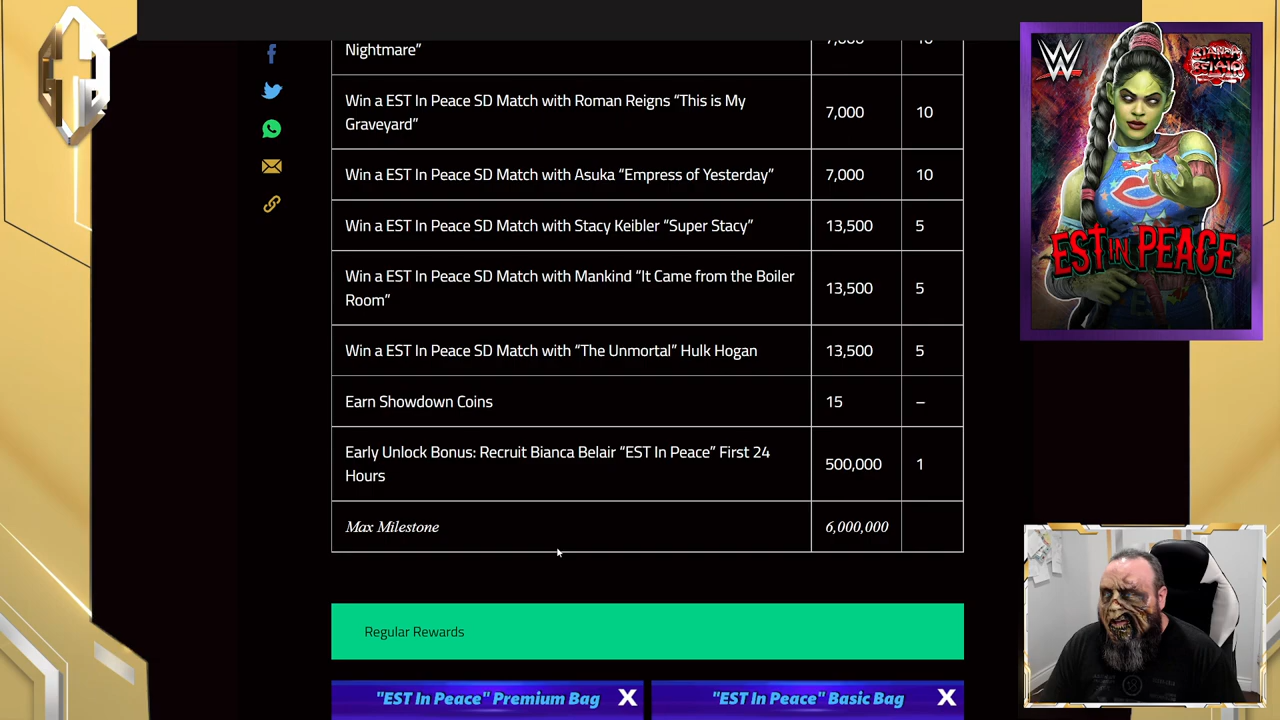 Nightmare”
7,000
10
Win a EST In Peace SD Match with Roman Reigns “This is My
Graveyard”
7,000
10
Win a EST In Peace SD Match with Asuka “Empress of Yesterday”
7,000
10
Win a EST In Peace SD Match with Stacy Keibler “Super Stacy”
13,500
5
Win a EST In Peace SD Match with Mankind “It Came from the Boiler
Room”
13,500
5
Win a EST In Peace SD Match with “The Unmortal” Hulk Hogan
13,500
5
Earn Showdown Coins
15
–
Early Unlock Bonus: Recruit Bianca Belair “EST In Peace” First 24
Hours
500,000
1
Max Milestone
6,000,000
Regular Rewards
"EST In Peace" Premium Bag X
"EST In Peace" Basic Bag X
W
EST IN PEACE